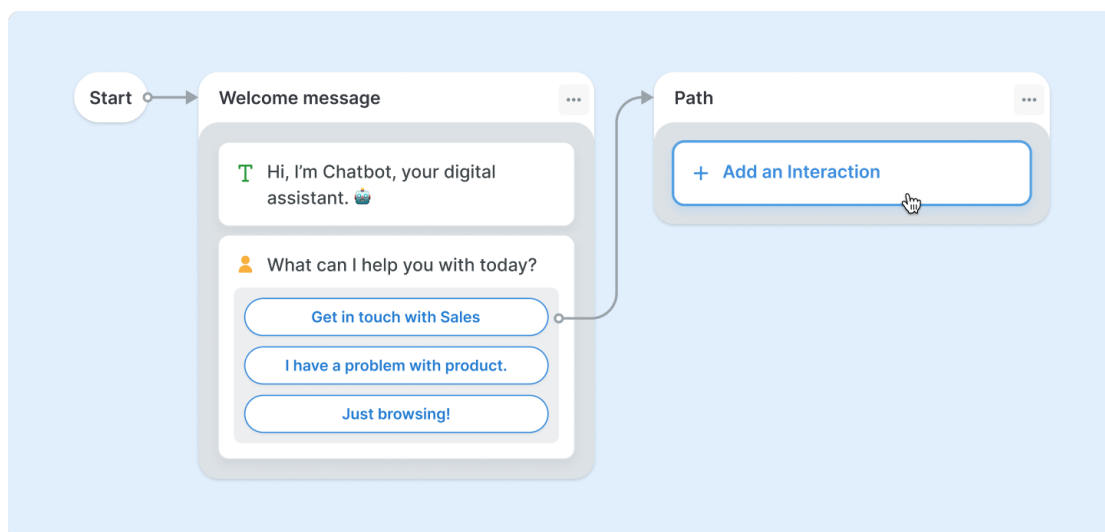 Start
Welcome message
Hi, I’m Chatbot, your digital
assistant. 🤖
What can I help you with today?
Get in touch with Sales
I have a problem with product.
Just browsing!
Path
+ Add an Interaction